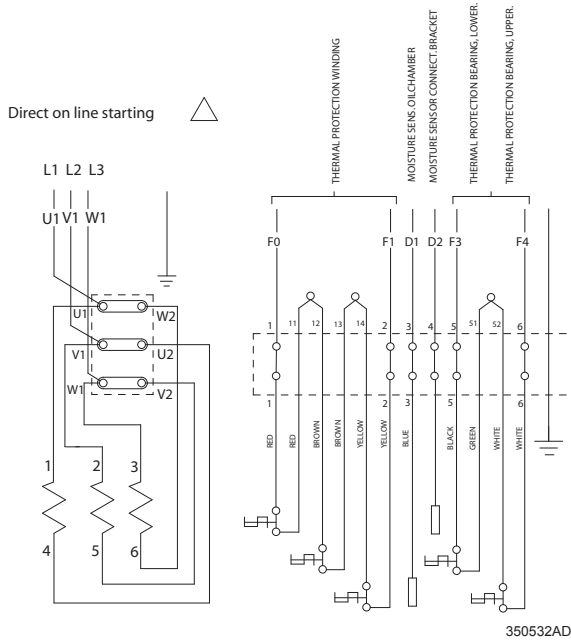 THERMAL PROTECTION WINDING
MOISTURE SENS. OILCHAMBER
MOISTURE SENSOR CONNECT. BRACKET
THERMAL PROTECTION BEARING, LOWER.
THERMAL PROTECTION BEARING, UPPER.
Direct on line starting
L1 L2 L3
U1 V1 W1
F0 F1 D1 D2 F3 F4
U1 W2
V1 U2
W1 V2
1 11 12 13 14 2 3 4 5 51 52 6
1 2 3 5 6
RED RED BROWN BROWN YELLOW YELLOW BLUE BLACK GREEN WHITE WHITE
1 2 3
4 5 6
350532AD